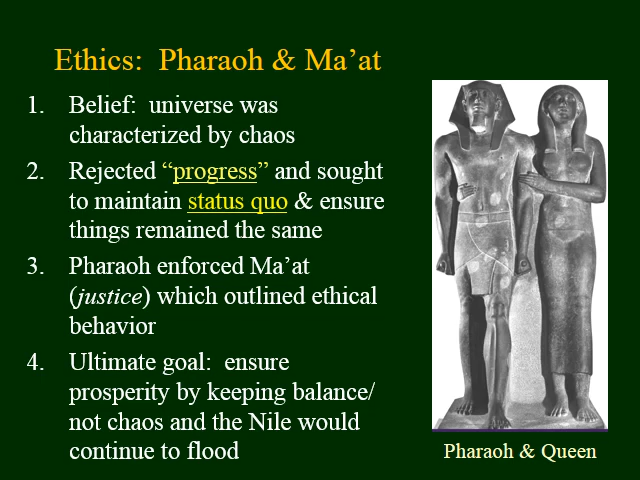 Ethics:  Pharaoh & Ma’at
1. Belief:  universe was
characterized by chaos
2. Rejected “progress” and sought
to maintain status quo & ensure
things remained the same
3. Pharaoh enforced Ma’at
(justice) which outlined ethical
behavior
4. Ultimate goal:  ensure
prosperity by keeping balance/
not chaos and the Nile would
continue to flood
Pharaoh & Queen